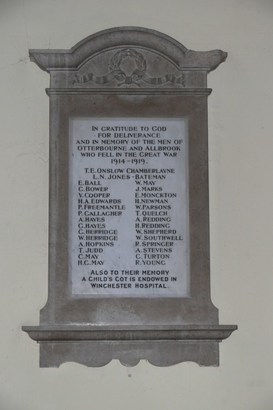 IN GRATITUDE TO GOD
FOR DELIVERANCE
AND IN MEMORY OF THE MEN OF
OTTERBOURNE AND ALLBROOK
WHO FELL IN THE GREAT WAR
1914-1919.
T.E. ONSLOW CHAMBERLAYNE
L.N. JONES-BATEMAN
E. BALL W. MAY
C. BOWER J. MARKS
V. COOPER E. MONCKTON
H.A. EDWARDS H. NEWMAN
P. FREEMANTLE W. PARSONS
P. GALLAGHER T. QUELCH
A. HAYES A. REDDING
C. HAYES H. REDDING
C. HERRIDGE W. SHEPHERD
W. HERRIDGE W. SOUTHWELL
A. HOPKINS F. SPRINGER
T. JUDD A. STEVENS
C. MAY C. TURTON
H.C. MAY F. YOUNG
ALSO TO THEIR MEMORY
A CHILD'S COT IS ENDOWED IN
WINCHESTER HOSPITAL.